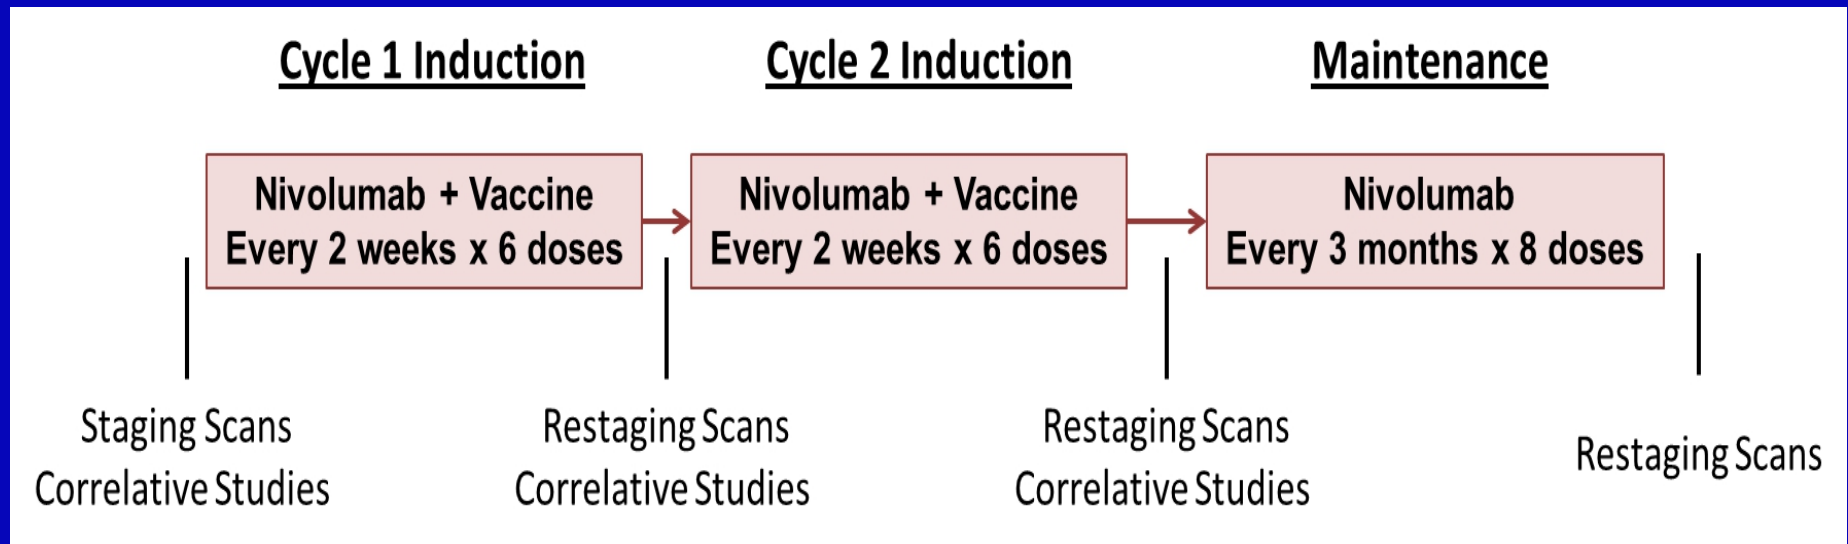 Cycle 1 Induction
Cycle 2 Induction
Maintenance
Nivolumab + Vaccine
Every 2 weeks x 6 doses
Nivolumab + Vaccine
Every 2 weeks x 6 doses
Nivolumab
Every 3 months x 8 doses
Staging Scans
Correlative Studies
Restaging Scans
Correlative Studies
Restaging Scans
Correlative Studies
Restaging Scans